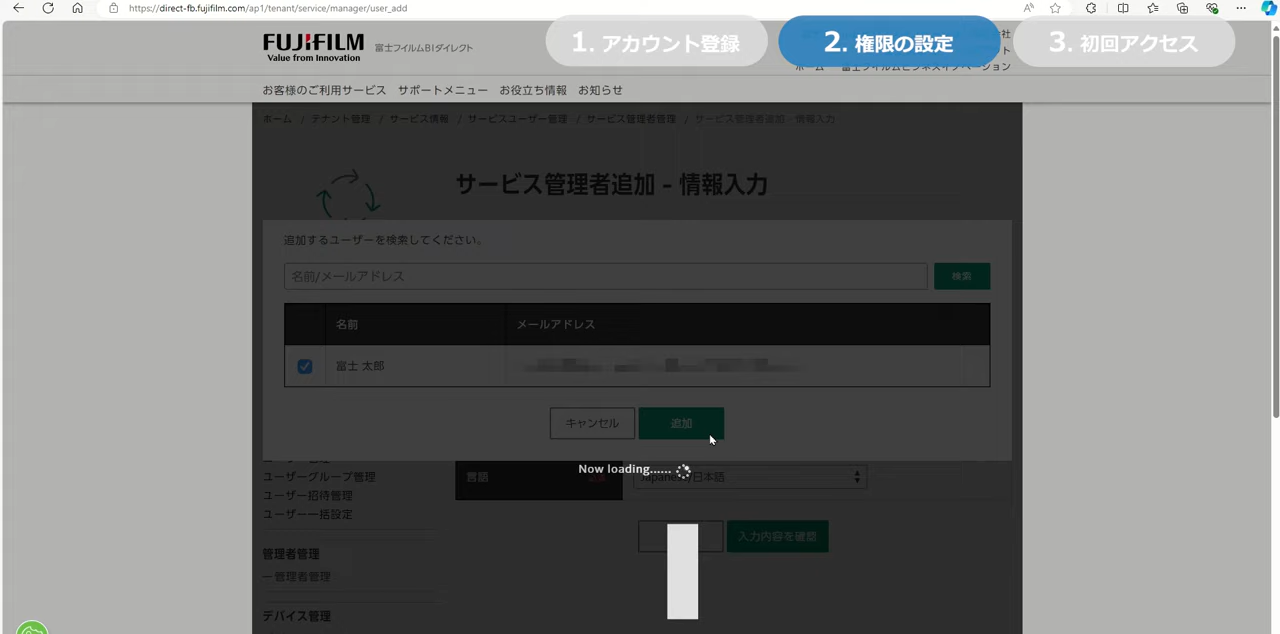 https://direct-fb.fujifilm.com/ap1/tenant/service/manager/user_add
FUJIFILM
Value from Innovation
富士フイルムBIダイレクト
1. アカウント登録
2. 権限の設定
3. 初回アクセス
ホーム 富士フイルムビジネスイノベーション
お客様のご利用サービス サポートメニュー お役立ち情報 お知らせ
ホーム / テナント管理 / サービス情報 / サービスユーザー管理 / サービス管理者管理 / サービス管理者追加 - 情報入力
サービス管理者追加 - 情報入力
追加するユーザーを検索してください。
名前/メールアドレス
検索
名前 メールアドレス
富士 太郎
キャンセル 追加
Now loading......
ユーザーグループ管理
言語 Japanese/日本語
ユーザー招待管理
ユーザー一括設定
入力内容を確認
管理者管理
ー管理者管理
デバイス管理